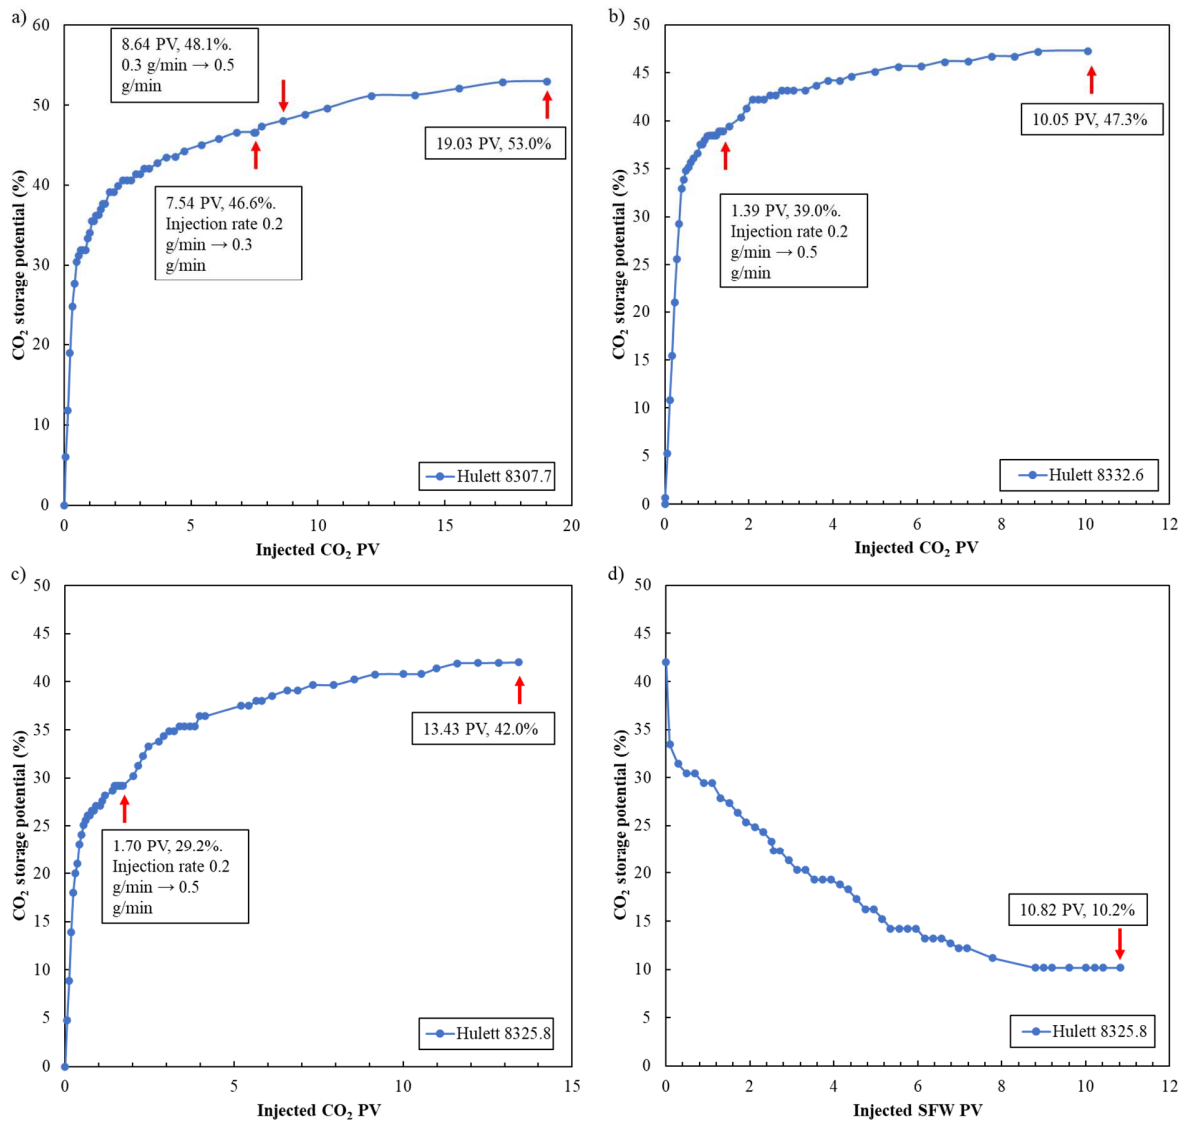 a)
60
50
40
30
20
10
0
0
5
10
15
20
CO2 storage potential (%)
Injected CO2 PV
8.64 PV, 48.1%.
0.3 g/min → 0.5
g/min
19.03 PV, 53.0%
7.54 PV, 46.6%.
Injection rate 0.2
g/min → 0.3
g/min
Hulett 8307.7
b)
50
45
40
35
30
25
20
15
10
5
0
0
2
4
6
8
10
12
CO2 storage potential (%)
Injected CO2 PV
10.05 PV, 47.3%
1.39 PV, 39.0%.
Injection rate 0.2
g/min → 0.5
g/min
Hulett 8332.6
c)
50
45
40
35
30
25
20
15
10
5
0
0
5
10
15
CO2 storage potential (%)
Injected CO2 PV
13.43 PV, 42.0%
1.70 PV, 29.2%.
Injection rate 0.2
g/min → 0.5
g/min
Hulett 8325.8
d)
50
45
40
35
30
25
20
15
10
5
0
0
2
4
6
8
10
12
CO2 storage potential (%)
Injected SFW PV
10.82 PV, 10.2%
Hulett 8325.8